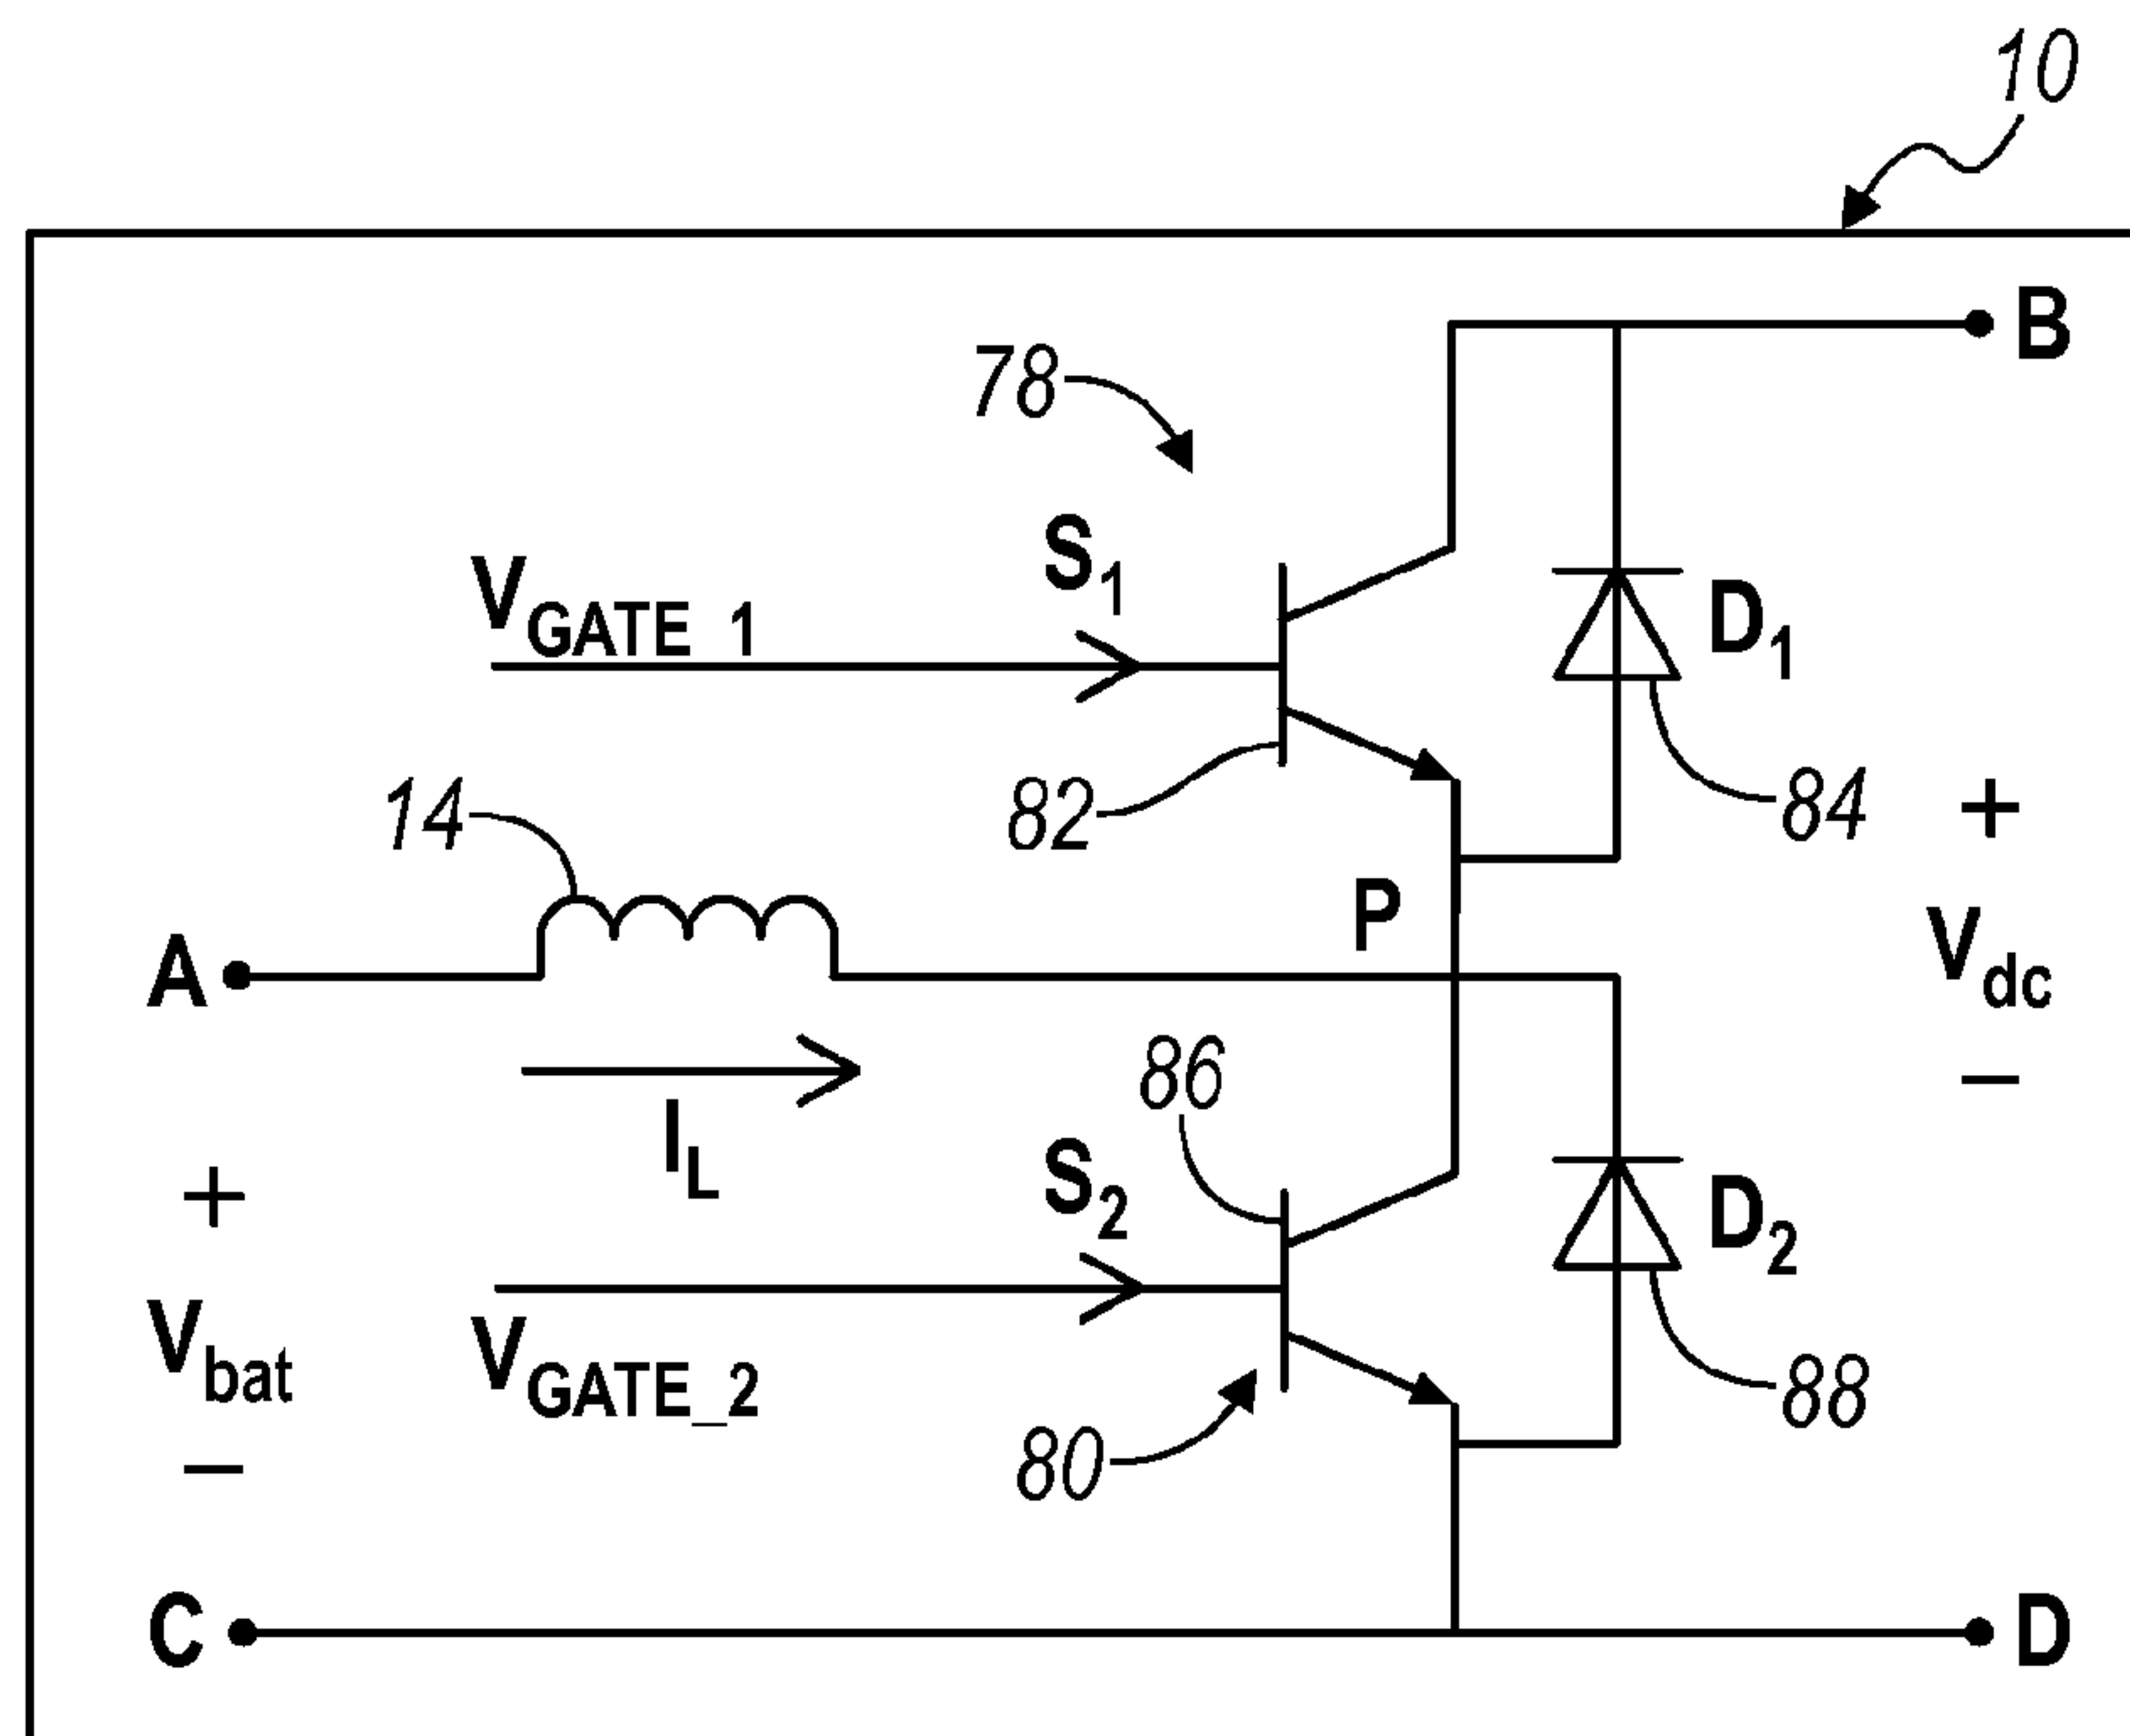 10
B
78
S1
VGATE_1
D1
82
84
14
+
P
A
Vdc
86
–
IL
S2
+
D2
Vbat
VGATE_2
88
80
–
C
D